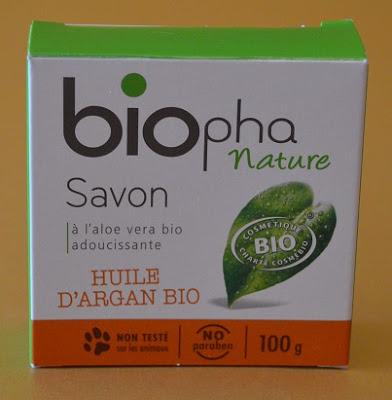 biopha
Nature
Savon
à l'aloe vera bio
adoucissante
COSMETIQUE
BIO
CHARTE COSMEBIO
HUILE
D'ARGAN BIO
NON TESTÉ
sur les animaux
NO
paraben
100 g